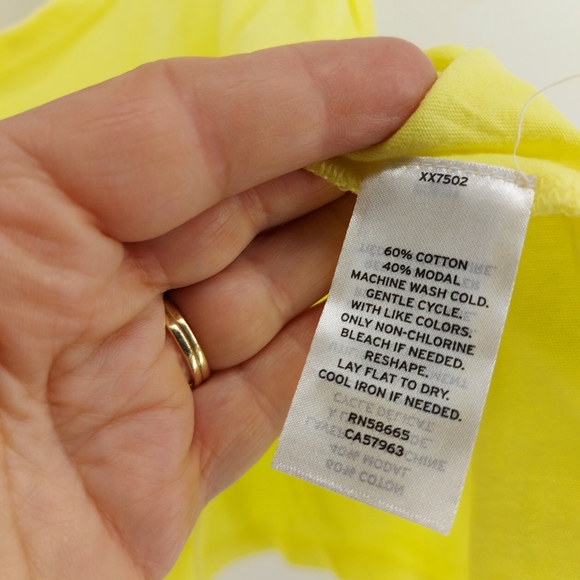 XX7502
60% COTTON
40% MODAL
MACHINE WASH COLD.
GENTLE CYCLE.
WITH LIKE COLORS.
ONLY NON-CHLORINE
BLEACH IF NEEDED.
RESHAPE.
LAY FLAT TO DRY.
COOL IRON IF NEEDED.
RN58665
CA57963